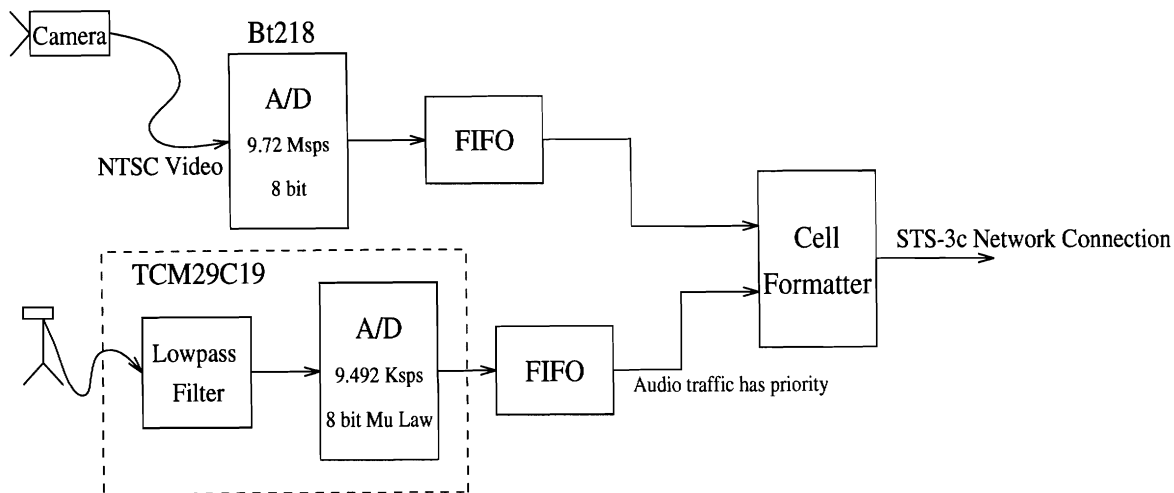 Camera
NTSC Video
Bt218
A/D
9.72 Msps
8 bit
FIFO
TCM29C19
Lowpass
Filter
A/D
9.492 Ksps
8 bit Mu Law
FIFO
Audio traffic has priority
Cell
Formatter
STS-3c Network Connection